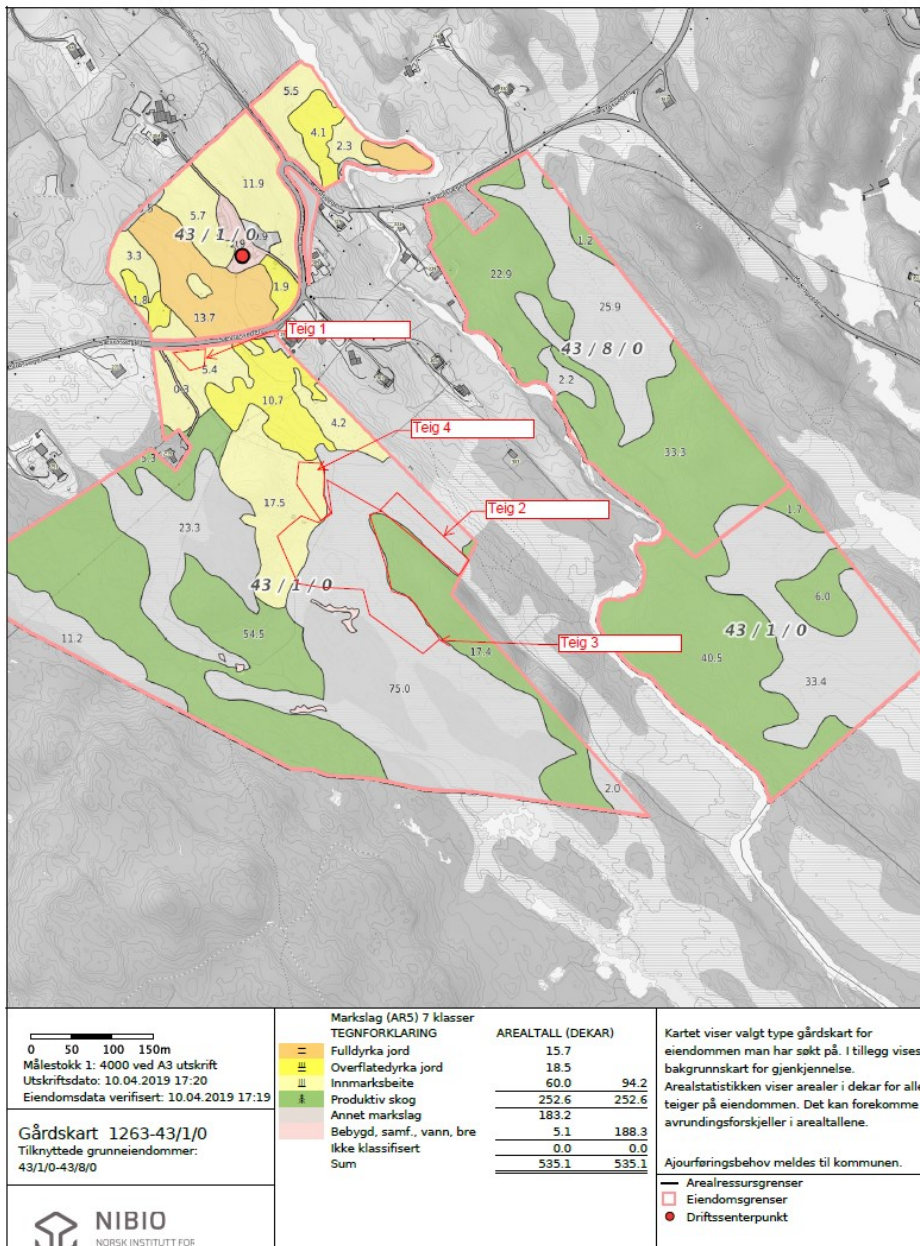 5.5
4.1
2.3
11.9
5.7
43 / 1 / 0
3.3
1.8
1.9
13.7
Teig 1
5.4
0.3
10.7
4.2
Teig 4
5.3
17.5
Teig 2
23.3
43 / 1 / 0
11.2
54.5
17.4
Teig 3
75.0
2.0
22.9
1.2
25.9
43 / 8 / 0
2.2
33.3
1.7
6.0
43 / 1 / 0
40.5
33.4
0 50 100 150m
Målestokk 1: 4000 ved A3 utskrift
Utskriftsdato: 10.04.2019 17:20
Eiendomsdata verifisert: 10.04.2019 17:19
Gårdskart 1263-43/1/0
Tilknyttede grunneiendommer:
43/1/0-43/8/0
NIBIO
NORSK INSTITUTT FOR
Markslag (AR5) 7 klasser
TEGNFORKLARING AREALTALL (DEKAR)
Fulldyrka jord 15.7
Overflatedyrka jord 18.5
Innmarksbeite 60.0 94.2
Produktiv skog 252.6 252.6
Annet markslag 183.2
Bebygd, samf., vann, bre 5.1 188.3
Ikke klassifisert 0.0 0.0
Sum 535.1 535.1
Kartet viser valgt type gårdskart for
eiendommen man har søkt på. I tillegg vises
bakgrunnskart for gjenkjennelse.
Arealstatistikken viser arealer i dekar for alle
teiger på eiendommen. Det kan forekomme
avrundingsforskjeller i arealtallene.
Ajourføringsbehov meldes til kommunen.
Arealressursgrenser
Eiendomsgrenser
Driftssenterpunkt